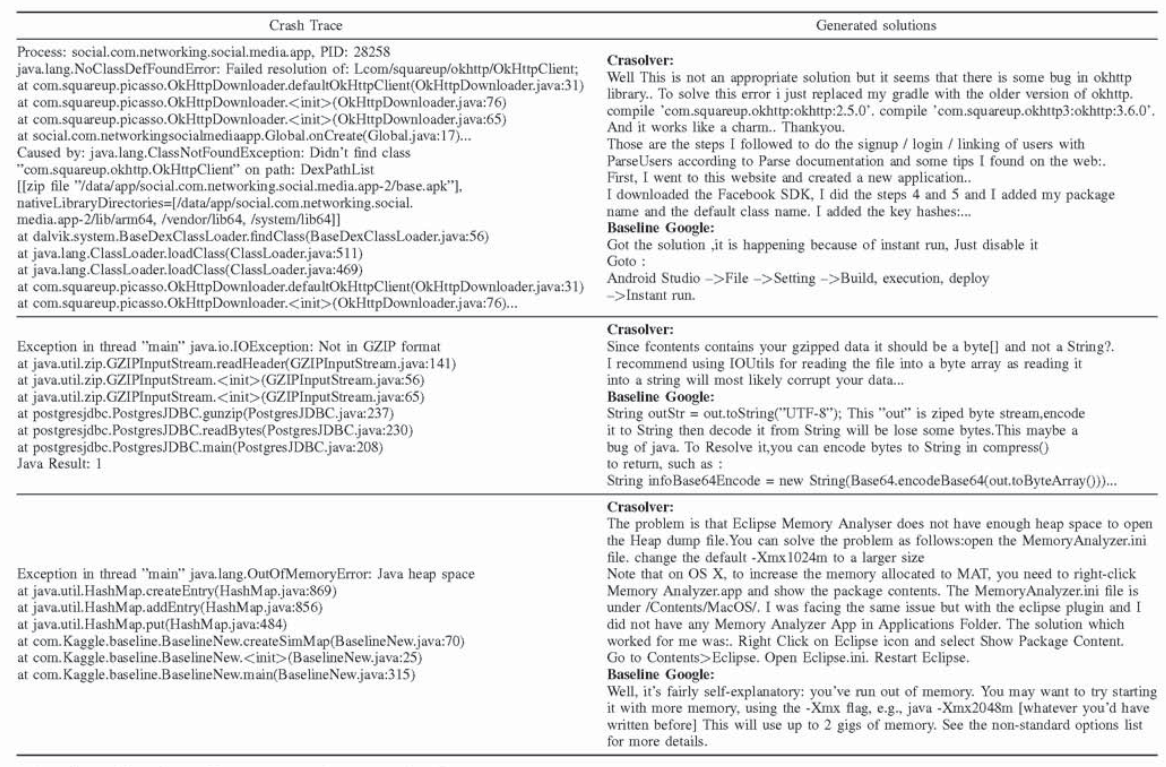 Crash Trace
Generated solutions
Process: social.com.networking.social.media.app, PID: 28258
java.lang.NoClassDefFoundError: Failed resolution of: Lcom/squareup/okhttp/OkHttpClient;
at com.squareup.picasso.OkHttpDownloader.defaultOkHttpClient(OkHttpDownloader.java:31)
at com.squareup.picasso.OkHttpDownloader.<init>(OkHttpDownloader.java:76)
at com.squareup.picasso.OkHttpDownloader.<init>(OkHttpDownloader.java:65)
at social.com.networkingsocialmediaapp.Global.onCreate(Global.java:17)...
Caused by: java.lang.ClassNotFoundException: Didn't find class
"com.squareup.okhttp.OkHttpClient" on path: DexPathList
[[zip file "/data/app/social.com.networking.social.media.app-2/base.apk"],
nativeLibraryDirectories=[/data/app/social.com.networking.social.
media.app-2/lib/arm64, /vendor/lib64, /system/lib64]]
at dalvik.system.BaseDexClassLoader.findClass(BaseDexClassLoader.java:56)
at java.lang.ClassLoader.loadClass(ClassLoader.java:511)
at java.lang.ClassLoader.loadClass(ClassLoader.java:469)
at com.squareup.picasso.OkHttpDownloader.defaultOkHttpClient(OkHttpDownloader.java:31)
at com.squareup.picasso.OkHttpDownloader.<init>(OkHttpDownloader.java:76)...
Crasolver:
Well This is not an appropriate solution but it seems that there is some bug in okhttp
library.. To solve this error i just replaced my gradle with the older version of okhttp.
compile 'com.squareup.okhttp:okhttp:2.5.0'. compile 'com.squareup.okhttp3:okhttp:3.6.0'.
And it works like a charm.. Thankyou.
Those are the steps I followed to do the signup / login / linking of users with
ParseUsers according to Parse documentation and some tips I found on the web:.
First, I went to this website and created a new application..
I downloaded the Facebook SDK, I did the steps 4 and 5 and I added my package
name and the default class name. I added the key hashes:...
Baseline Google:
Got the solution ,it is happening because of instant run, Just disable it
Goto :
Android Studio –>File –>Setting –>Build, execution, deploy
–>Instant run.
Exception in thread "main" java.io.IOException: Not in GZIP format
at java.util.zip.GZIPInputStream.readHeader(GZIPInputStream.java:141)
at java.util.zip.GZIPInputStream.<init>(GZIPInputStream.java:56)
at java.util.zip.GZIPInputStream.<init>(GZIPInputStream.java:65)
at postgresjdbc.PostgresJDBC.gunzip(PostgresJDBC.java:237)
at postgresjdbc.PostgresJDBC.readBytes(PostgresJDBC.java:230)
at postgresjdbc.PostgresJDBC.main(PostgresJDBC.java:208)
Java Result: 1
Crasolver:
Since fcontents contains your gzipped data it should be a byte[] and not a String?.
I recommend using IOUtils for reading the file into a byte array as reading it
into a string will most likely corrupt your data...
Baseline Google:
String outStr = out.toString("UTF-8"); This "out" is ziped byte stream,encode
it to String then decode it from String will be lose some bytes.This maybe a
bug of java. To Resolve it,you can encode bytes to String in compress()
to return, such as :
String infoBase64Encode = new String(Base64.encodeBase64(out.toByteArray()))...
Exception in thread "main" java.lang.OutOfMemoryError: Java heap space
at java.util.HashMap.createEntry(HashMap.java:869)
at java.util.HashMap.addEntry(HashMap.java:856)
at java.util.HashMap.put(HashMap.java:484)
at com.Kaggle.baseline.BaselineNew.createSimMap(BaselineNew.java:70)
at com.Kaggle.baseline.BaselineNew.<init>(BaselineNew.java:25)
at com.Kaggle.baseline.BaselineNew.main(BaselineNew.java:315)
Crasolver:
The problem is that Eclipse Memory Analyser does not have enough heap space to open
the Heap dump file.You can solve the problem as follows:open the MemoryAnalyzer.ini
file. change the default -Xmx1024m to a larger size
Note that on OS X, to increase the memory allocated to MAT, you need to right-click
Memory Analyzer.app and show the package contents. The MemoryAnalyzer.ini file is
under /Contents/MacOS/. I was facing the same issue but with the eclipse plugin and I
did not have any Memory Analyzer App in Applications Folder. The solution which
worked for me was:. Right Click on Eclipse icon and select Show Package Content.
Go to Contents>Eclipse. Open Eclipse.ini. Restart Eclipse.
Baseline Google:
Well, it's fairly self-explanatory: you've run out of memory. You may want to try starting
it with more memory, using the -Xmx flag, e.g., java -Xmx2048m [whatever you'd have
written before] This will use up to 2 gigs of memory. See the non-standard options list
for more details.